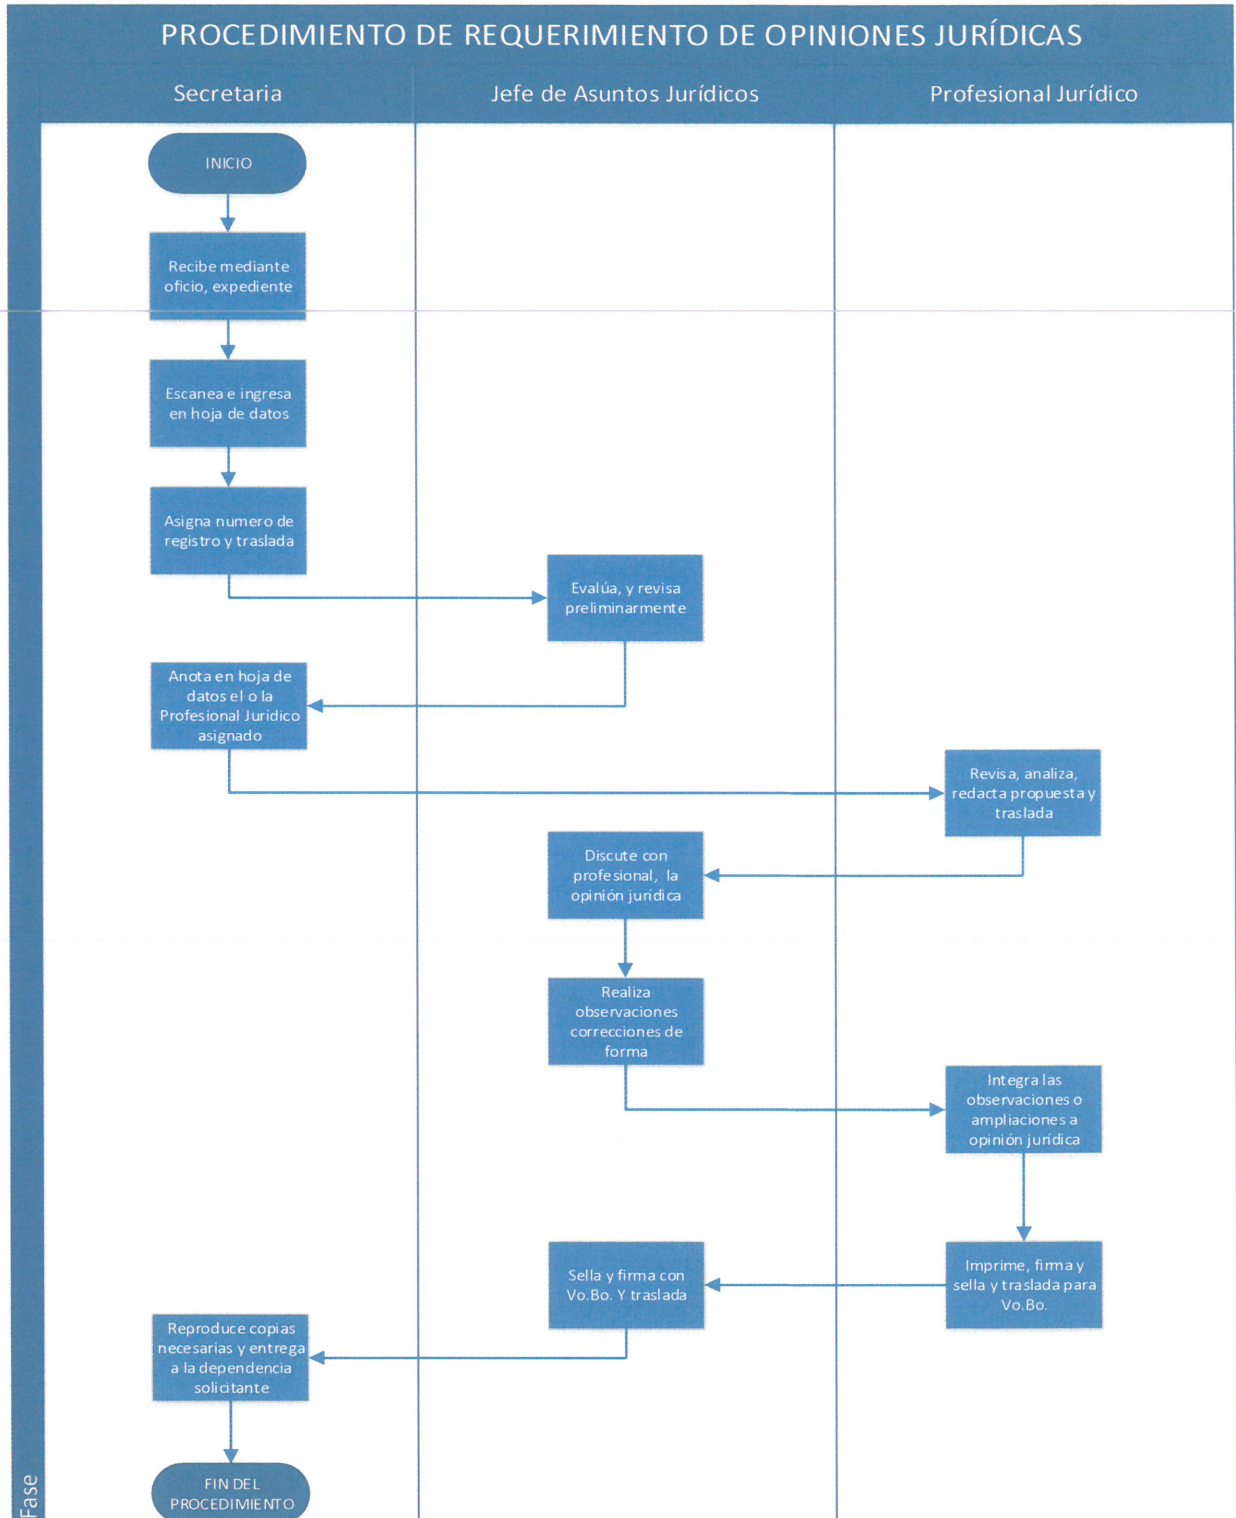 PROCEDIMIENTO DE REQUERIMIENTO DE OPINIONES JURÍDICAS
Secretaria
Jefe de Asuntos Jurídicos
Profesional Jurídico
INICIO
Recibe mediante
oficio, expediente
Escanea e ingresa
en hoja de datos
Asigna numero de
registro y traslada
Evalúa, y revisa
preliminarmente
Anota en hoja de
datos el o la
Profesional Jurídico
asignado
Revisa, analiza,
redacta propuesta y
traslada
Discute con
profesional, la
opinión jurídica
Realiza
observaciones
correcciones de
forma
Integra las
observaciones o
ampliaciones a
opinión jurídica
Imprime, firma y
sella y traslada para
Vo.Bo.
Sella y firma con
Vo.Bo. Y traslada
Reproduce copias
necesarias y entrega
a la dependencia
solicitante
FIN DEL
PROCEDIMIENTO
Fase